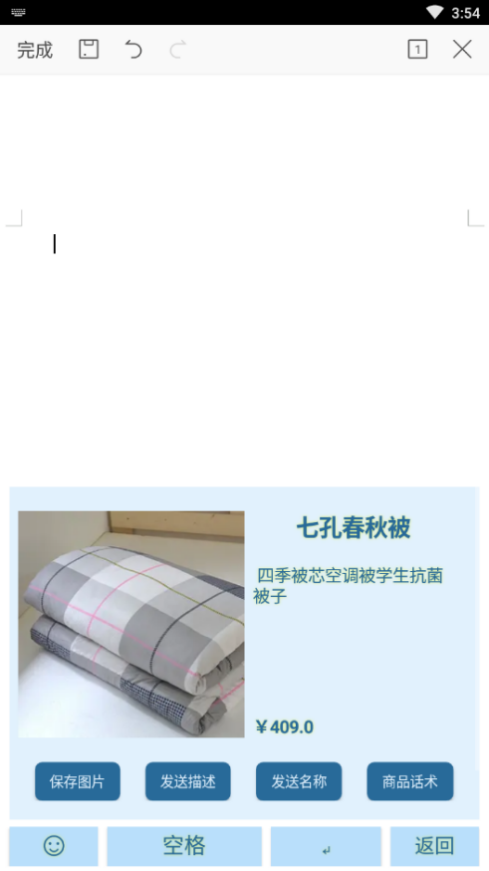 3:54
完成
1
七孔春秋被
四季被芯空调被学生抗菌
被子
￥409.0
保存图片 发送描述 发送名称 商品话术
空格 返回